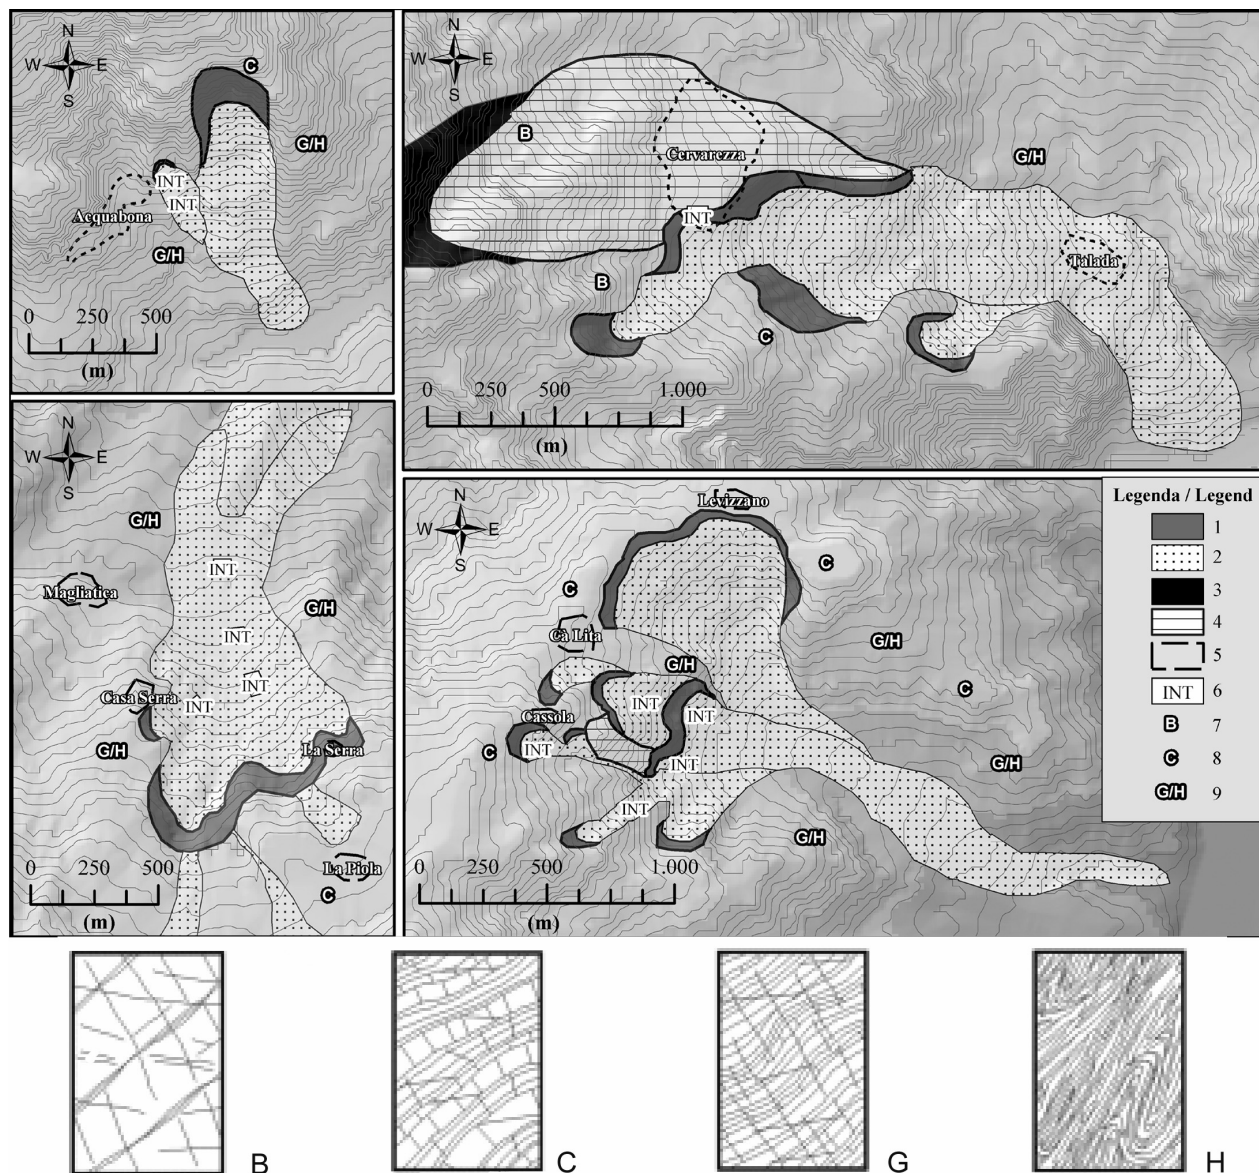 N
W E
S
C
G/H
INT
INT
Acquabona
G/H
0 250 500
(m)
N
W E
S
B
Cervarezza
G/H
INT
Talada
B
C
0 250 500 1.000
(m)
N
W E
S
G/H
INT
Magliatica
G/H
INT
INT
Casa Serra
INT
G/H
La Serra
La Piola
C
0 250 500
(m)
N
W E
S
Levizzano
C
C
Cà Lita
G/H
G/H
C
INT
INT
Cassola
C
INT
INT
G/H
INT
G/H
0 250 500 1.000
(m)
Legenda / Legend
1
2
3
4
5
INT 6
B 7
C 8
G/H 9
B
C
G
H